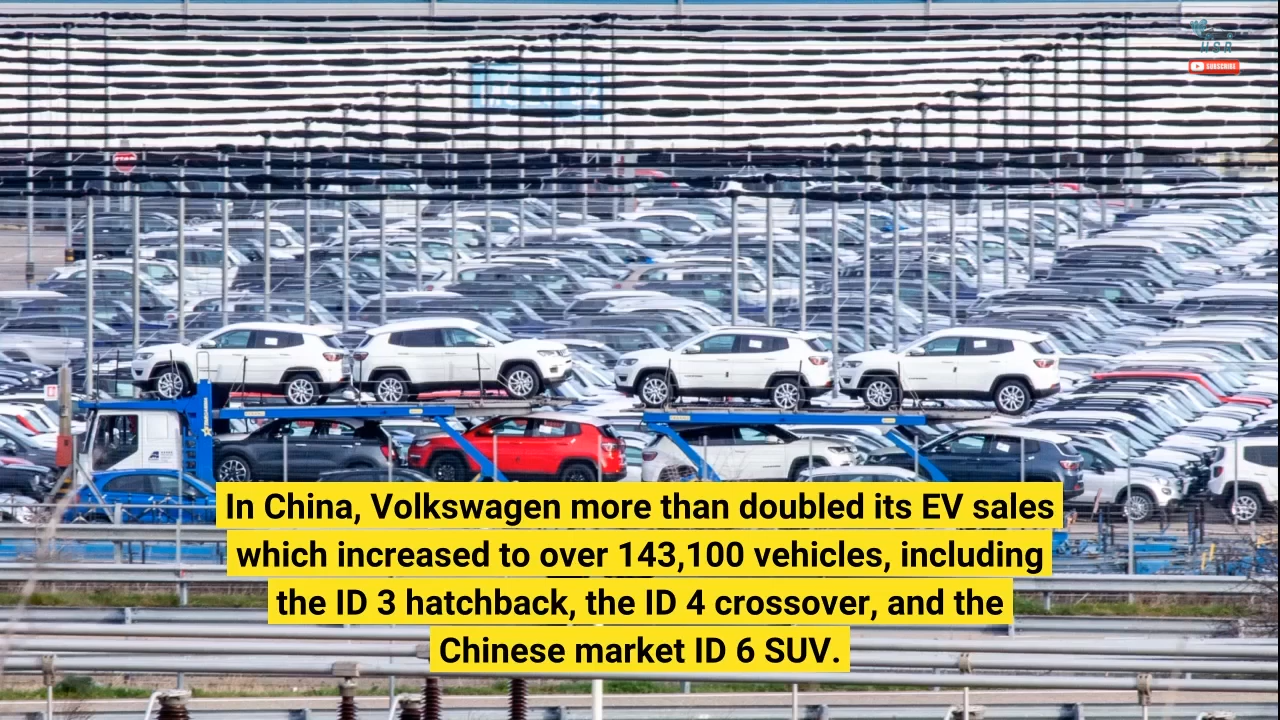 HSR
SUBSCRIBE
In China, Volkswagen more than doubled its EV sales
which increased to over 143,100 vehicles, including
the ID 3 hatchback, the ID 4 crossover, and the
Chinese market ID 6 SUV.